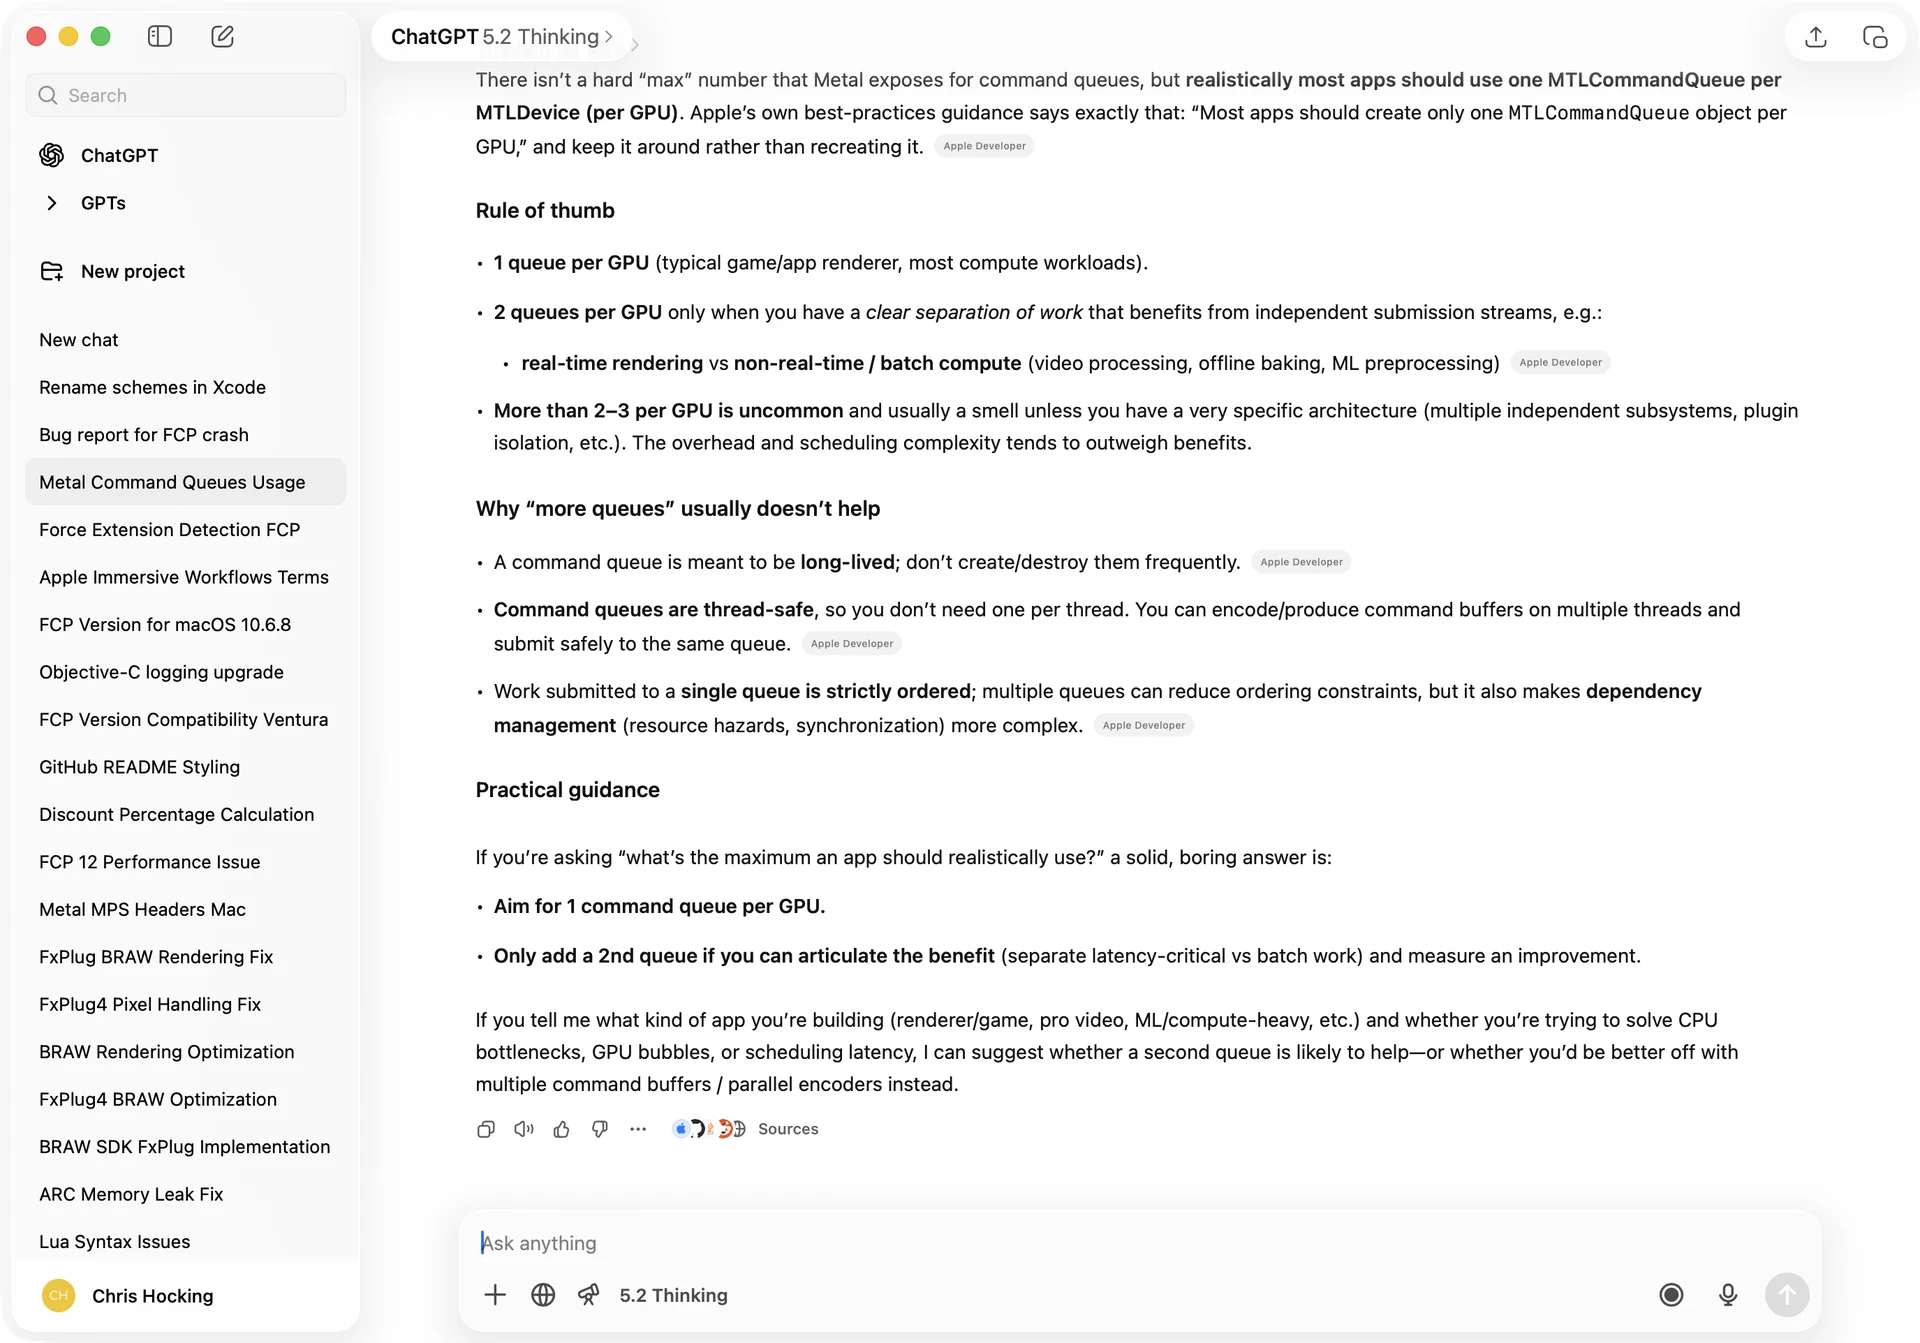 Search
ChatGPT
GPTs
New project
New chat
Rename schemes in Xcode
Bug report for FCP crash
Metal Command Queues Usage
Force Extension Detection FCP
Apple Immersive Workflows Terms
FCP Version for macOS 10.6.8
Objective-C logging upgrade
FCP Version Compatibility Ventura
GitHub README Styling
Discount Percentage Calculation
FCP 12 Performance Issue
Metal MPS Headers Mac
FxPlug BRAW Rendering Fix
FxPlug4 Pixel Handling Fix
BRAW Rendering Optimization
FxPlug4 BRAW Optimization
BRAW SDK FxPlug Implementation
ARC Memory Leak Fix
Lua Syntax Issues
CH Chris Hocking
ChatGPT 5.2 Thinking >
There isn’t a hard “max” number that Metal exposes for command queues, but realistically most apps should use one MTLCommandQueue per
MTLDevice (per GPU). Apple’s own best-practices guidance says exactly that: “Most apps should create only one MTLCommandQueue object per
GPU,” and keep it around rather than recreating it. Apple Developer
Rule of thumb
• 1 queue per GPU (typical game/app renderer, most compute workloads).
• 2 queues per GPU only when you have a clear separation of work that benefits from independent submission streams, e.g.:
• real-time rendering vs non-real-time / batch compute (video processing, offline baking, ML preprocessing) Apple Developer
• More than 2–3 per GPU is uncommon and usually a smell unless you have a very specific architecture (multiple independent subsystems, plugin
isolation, etc.). The overhead and scheduling complexity tends to outweigh benefits.
Why “more queues” usually doesn’t help
• A command queue is meant to be long-lived; don’t create/destroy them frequently. Apple Developer
• Command queues are thread-safe, so you don’t need one per thread. You can encode/produce command buffers on multiple threads and
submit safely to the same queue. Apple Developer
• Work submitted to a single queue is strictly ordered; multiple queues can reduce ordering constraints, but it also makes dependency
management (resource hazards, synchronization) more complex. Apple Developer
Practical guidance
If you’re asking “what’s the maximum an app should realistically use?” a solid, boring answer is:
• Aim for 1 command queue per GPU.
• Only add a 2nd queue if you can articulate the benefit (separate latency-critical vs batch work) and measure an improvement.
If you tell me what kind of app you’re building (renderer/game, pro video, ML/compute-heavy, etc.) and whether you’re trying to solve CPU
bottlenecks, GPU bubbles, or scheduling latency, I can suggest whether a second queue is likely to help—or whether you’d be better off with
multiple command buffers / parallel encoders instead.
Sources
Ask anything
5.2 Thinking